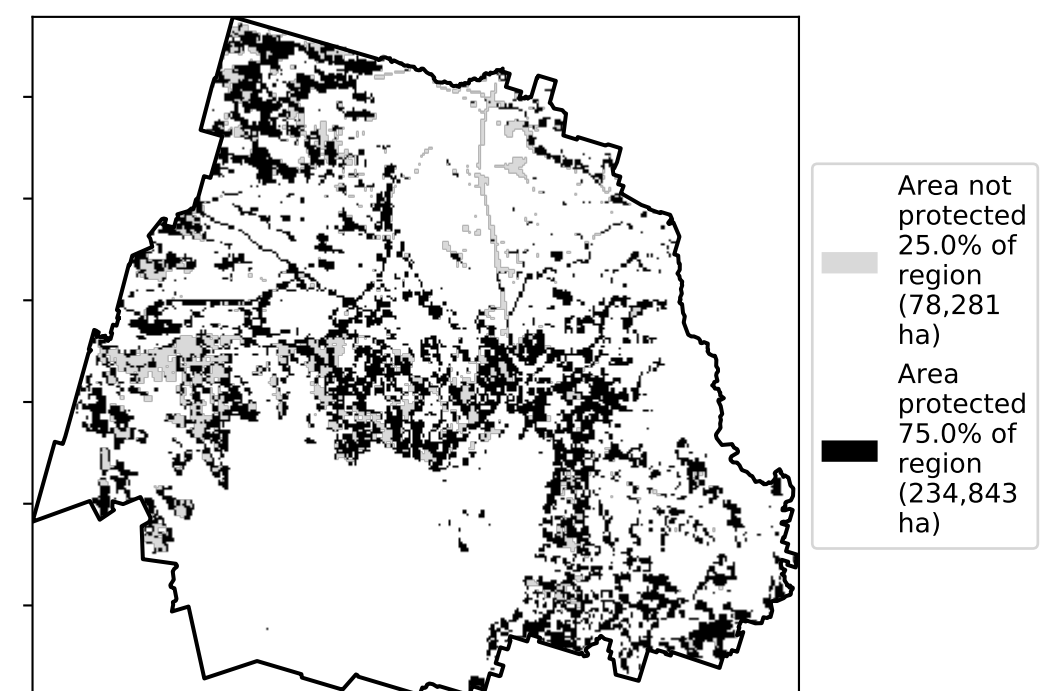 Area not
protected
25.0% of
region
(78,281
ha)
Area
protected
75.0% of
region
(234,843
ha)